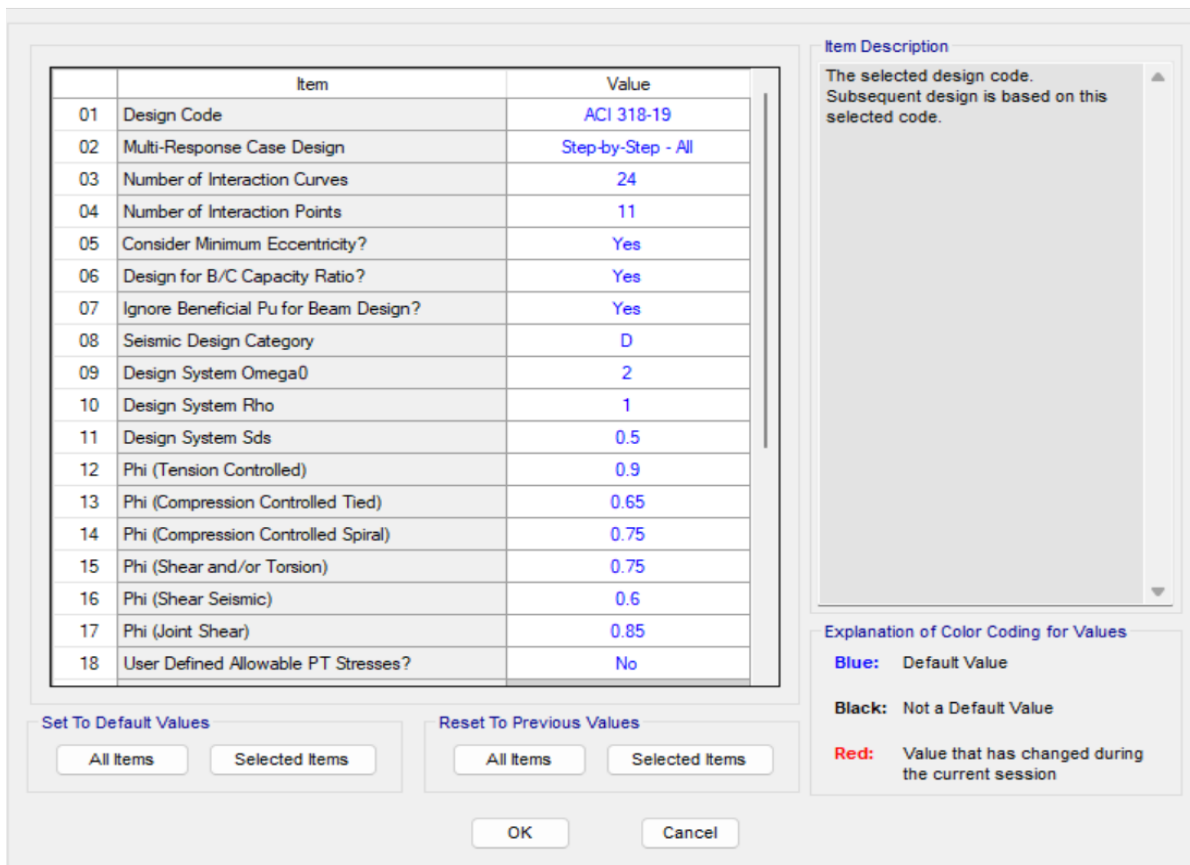 Item Value
01 Design Code ACI 318-19
02 Multi-Response Case Design Step-by-Step - All
03 Number of Interaction Curves 24
04 Number of Interaction Points 11
05 Consider Minimum Eccentricity? Yes
06 Design for B/C Capacity Ratio? Yes
07 Ignore Beneficial Pu for Beam Design? Yes
08 Seismic Design Category D
09 Design System Omega0 2
10 Design System Rho 1
11 Design System Sds 0.5
12 Phi (Tension Controlled) 0.9
13 Phi (Compression Controlled Tied) 0.65
14 Phi (Compression Controlled Spiral) 0.75
15 Phi (Shear and/or Torsion) 0.75
16 Phi (Shear Seismic) 0.6
17 Phi (Joint Shear) 0.85
18 User Defined Allowable PT Stresses? No
Set To Default Values
All Items Selected Items
Reset To Previous Values
All Items Selected Items
Item Description
The selected design code.
Subsequent design is based on this
selected code.
Explanation of Color Coding for Values
Blue: Default Value
Black: Not a Default Value
Red: Value that has changed during
the current session
OK Cancel